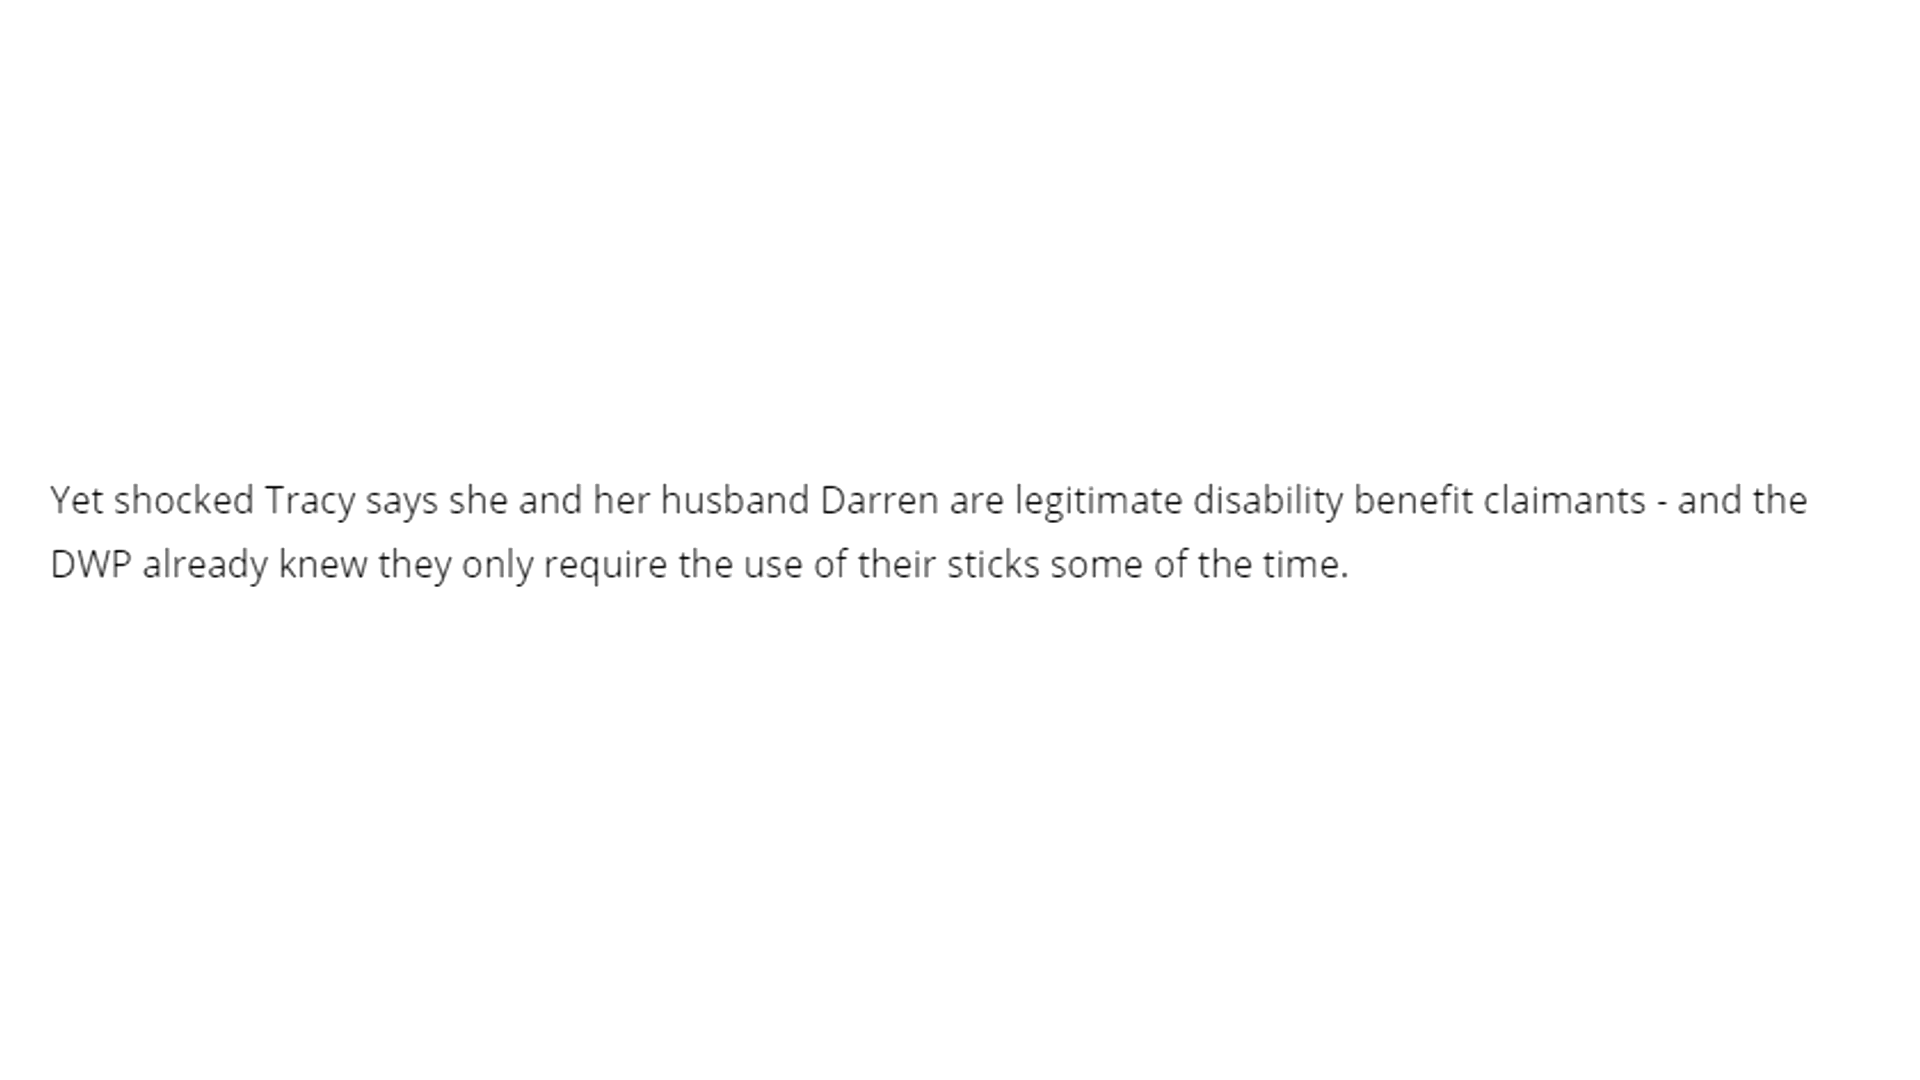 Yet shocked Tracy says she and her husband Darren are legitimate disability benefit claimants - and the
DWP already knew they only require the use of their sticks some of the time.